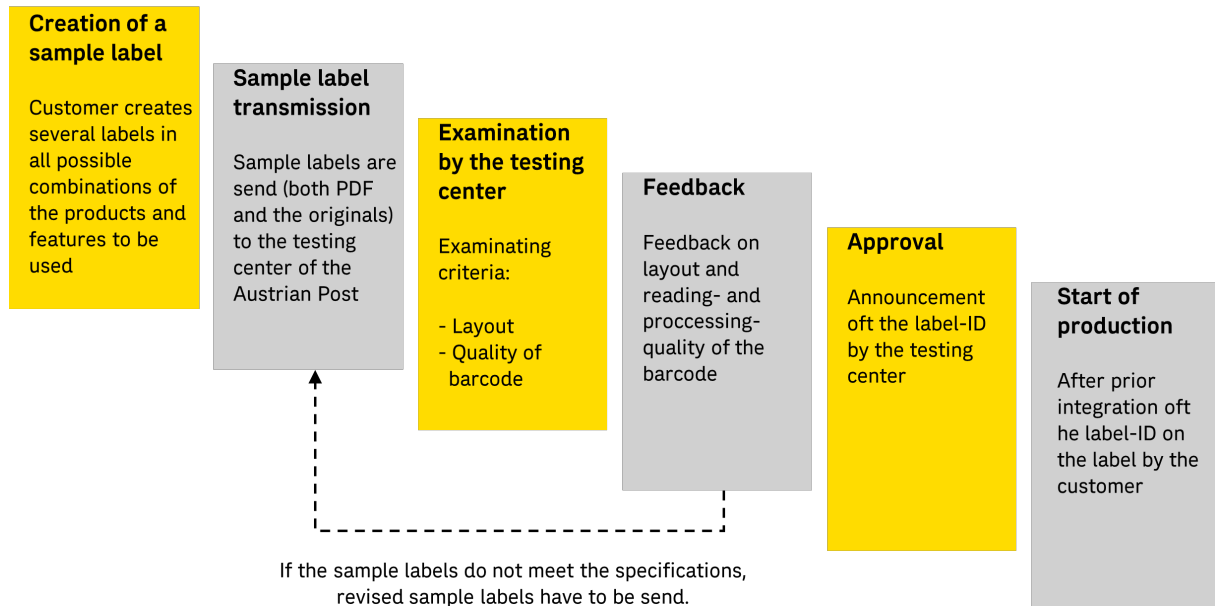 Creation of a
sample label
Customer creates
several labels in
all possible
combinations of
the products and
features to be
used
Sample label
transmission
Sample labels are
send (both PDF
and the originals)
to the testing
center of the
Austrian Post
Examination
by the testing
center
Examinating
criteria:
- Layout
- Quality of
barcode
Feedback
Feedback on
layout and
reading- and
proccessing-
quality of the
barcode
Approval
Announcement
oft the label-ID
by the testing
center
Start of
production
After prior
integration oft
he label-ID on
the label by the
customer
If the sample labels do not meet the specifications,
revised sample labels have to be send.